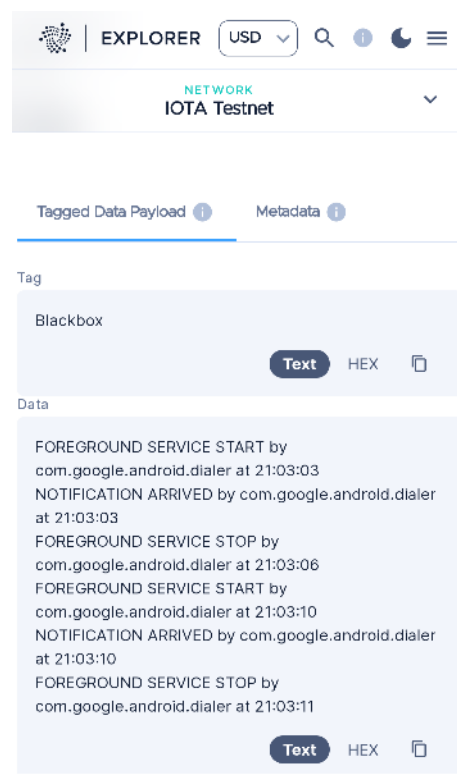 EXPLORER USD
NETWORK
IOTA Testnet
Tagged Data Payload i Metadata i
Tag
Blackbox
Text HEX
Data
FOREGROUND SERVICE START by
com.google.android.dialer at 21:03:03
NOTIFICATION ARRIVED by com.google.android.dialer
at 21:03:03
FOREGROUND SERVICE STOP by
com.google.android.dialer at 21:03:06
FOREGROUND SERVICE START by
com.google.android.dialer at 21:03:10
NOTIFICATION ARRIVED by com.google.android.dialer
at 21:03:10
FOREGROUND SERVICE STOP by
com.google.android.dialer at 21:03:11
Text HEX